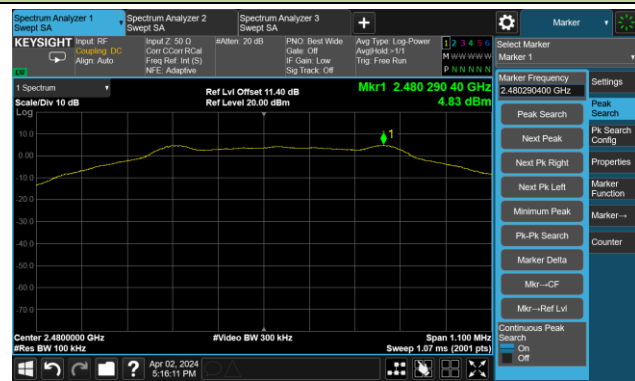 Spectrum Analyzer 1
Swept SA
Spectrum Analyzer 2
Swept SA
Spectrum Analyzer 3
Swept SA
Marker
KEYSIGHT
Input: RF
Coupling: DC
Align: Auto
Input Z: 50 Ω
Corr CCorr RCal
Freq Ref: Int (S)
NFE: Adaptive
#Atten: 20 dB
PNO: Best Wide
Gate: Off
IF Gain: Low
Sig Track: Off
Avg Type: Log-Power
Avg|Hold:>1/1
Trig: Free Run
1 2 3 4 5 6
M W W W W W
P N N N N N
LXI
Select Marker
Marker 1
1 Spectrum
Scale/Div 10 dB
Log
Ref Lvl Offset 11.40 dB
Ref Level 20.00 dBm
Mkr1 2.480 290 40 GHz
4.83 dBm
1
10.0
0.00
-10.0
-20.0
-30.0
-40.0
-50.0
-60.0
-70.0
Center 2.4800000 GHz
#Res BW 100 kHz
#Video BW 300 kHz
Span 1.100 MHz
Sweep 1.07 ms (2001 pts)
Marker Frequency
2.480290400 GHz
Peak Search
Next Peak
Next Pk Right
Next Pk Left
Minimum Peak
Pk-Pk Search
Marker Delta
Mkr→CF
Mkr→Ref Lvl
Continuous Peak
Search
On
Off
Settings
Peak
Search
Pk Search
Config
Properties
Marker
Function
Marker→
Counter
?
Apr 02, 2024
5:16:11 PM